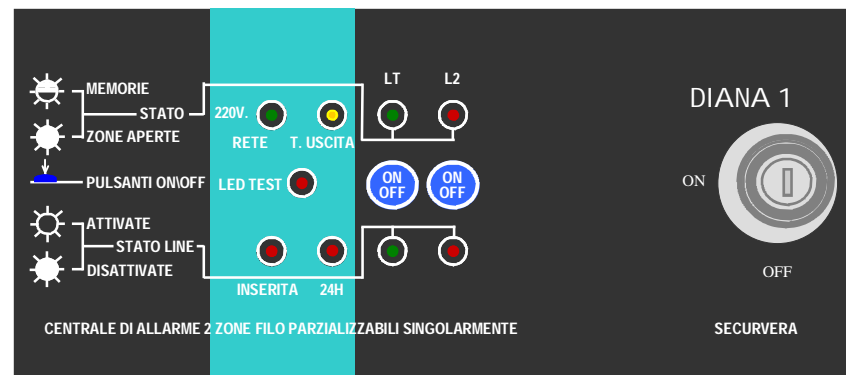 LT L2
MEMORIE
DIANA 1
STATO 220V.
ZONE APERTE
RETE T. USCITA
PULSANTI ON\OFF
LED TEST
ON
OFF
ON
OFF
ON
ATTIVATE
STATO LINE
DISATTIVATE
OFF
INSERITA 24H
CENTRALE DI ALLARME 2 ZONE FILO PARZIALIZZABILI SINGOLARMENTE
SECURVERA